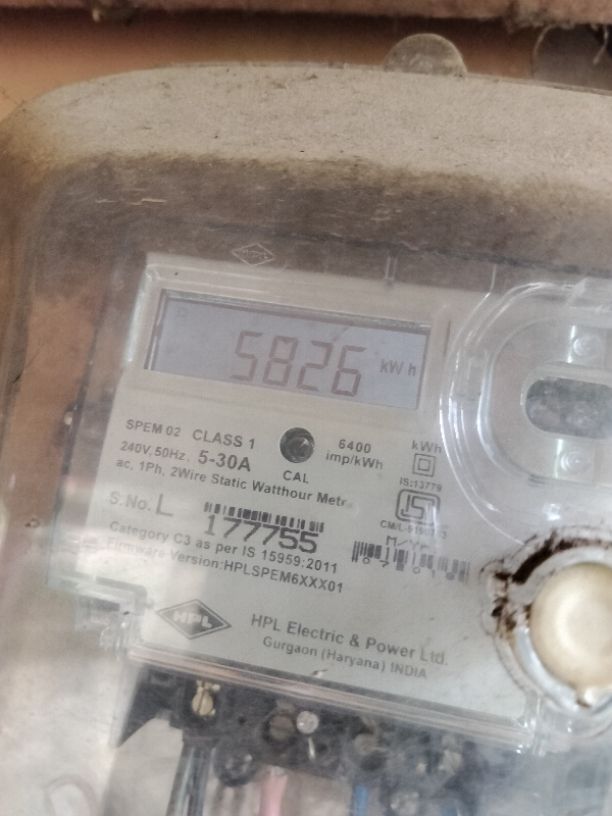 5826 kWh
SPEM 02 CLASS 1
6400 imp/kWh
kWh
240V, 50Hz, 5-30A
CAL
ac, 1Ph, 2Wire Static Watthour
IS:13779
S.No. L 177755
CM/L-
Category C3 as per IS 15959:2011
Firmware Version:HPLSPEM6XXX01
HPL
HPL Electric & Power Ltd.
Gurgaon (Haryana) INDIA